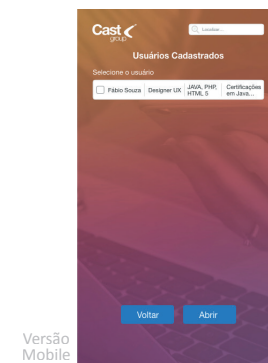 Cast
group
Localizar...
Usuários Cadastrados
Selecione o usuário
Fábio Souza Designer UX JAVA, PHP, HTML 5 Certificações em Java...
Voltar Abrir
Versão
Mobile